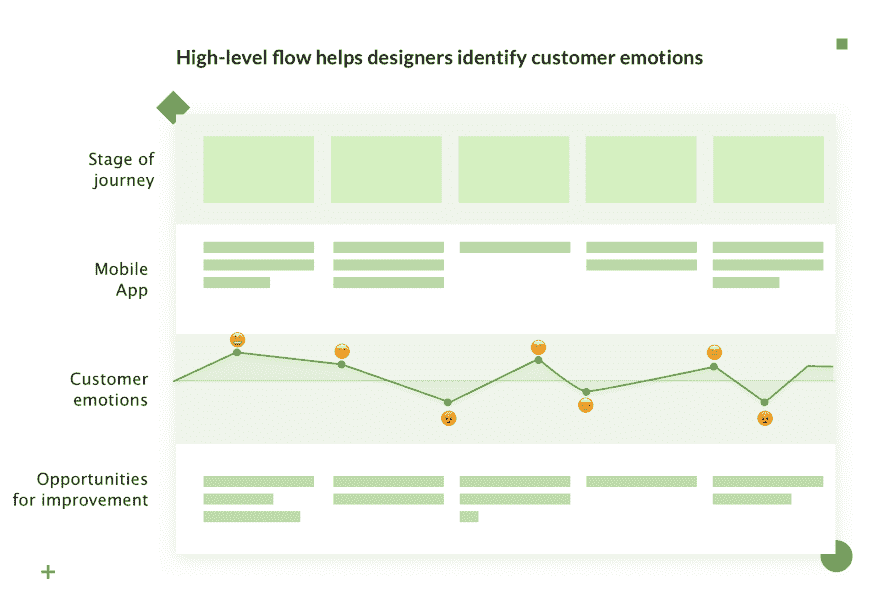 High-level flow helps designers identify customer emotions
Stage of
journey
Mobile
App
Customer
emotions
Opportunities
for improvement